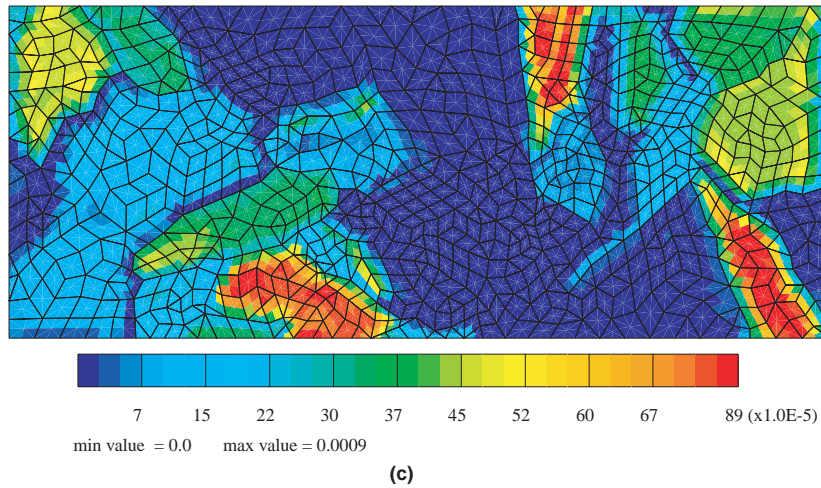 7 15 22 30 37 45 52 60 67 89 (x1.0E-5)
min value = 0.0 max value = 0.0009
(c)